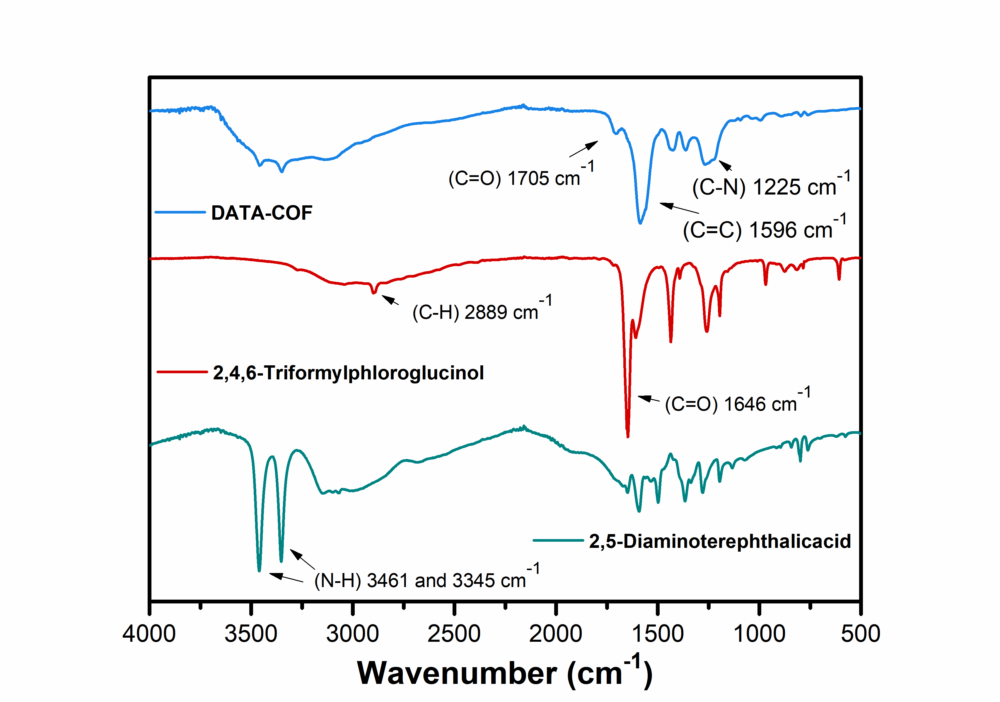 (C=O) 1705 cm⁻¹
(C-N) 1225 cm⁻¹
DATA-COF
(C=C) 1596 cm⁻¹
(C-H) 2889 cm⁻¹
2,4,6-Triformylphloroglucinol
(C=O) 1646 cm⁻¹
2,5-Diaminoterephthalicacid
(N-H) 3461 and 3345 cm⁻¹
4000 3500 3000 2500 2000 1500 1000 500
Wavenumber (cm⁻¹)